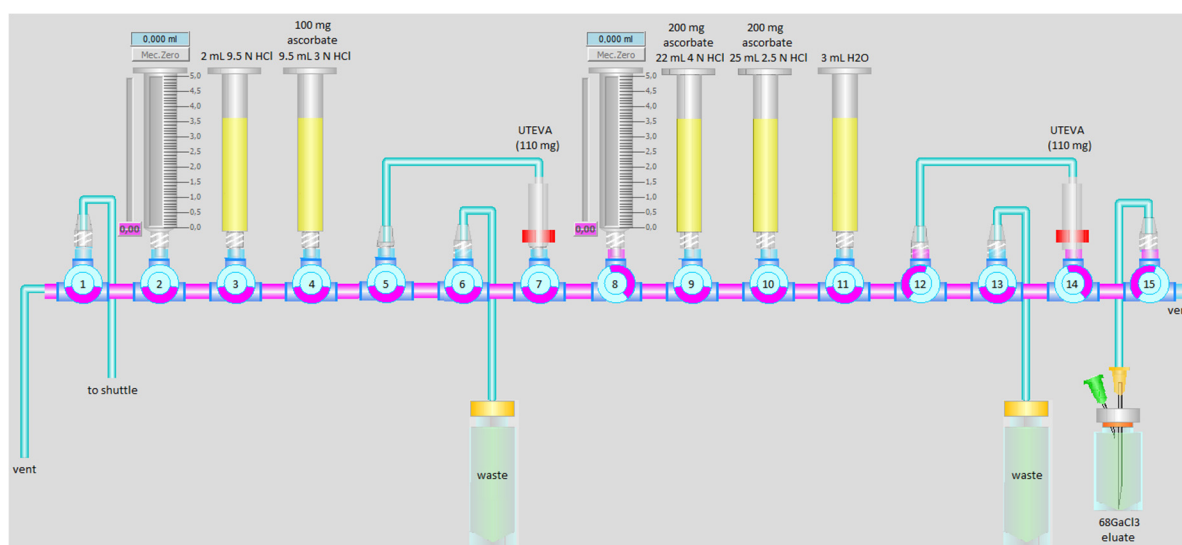 0,000 ml
Mec.Zero
2 mL 9.5 N HCl
100 mg
ascorbate
9.5 mL 3 N HCl
5,0
4,5
4,0
3,5
3,0
2,5
2,0
1,5
1,0
0,5
0,0
0,00
UTEVA
(110 mg)
0,000 ml
Mec.Zero
200 mg
ascorbate
22 mL 4 N HCl
200 mg
ascorbate
25 mL 2.5 N HCl
3 mL H2O
5,0
4,5
4,0
3,5
3,0
2,5
2,0
1,5
1,0
0,5
0,0
0,00
UTEVA
(110 mg)
1
2
3
4
5
6
7
8
9
10
11
12
13
14
15
to shuttle
vent
waste
waste
68GaCl3
eluate